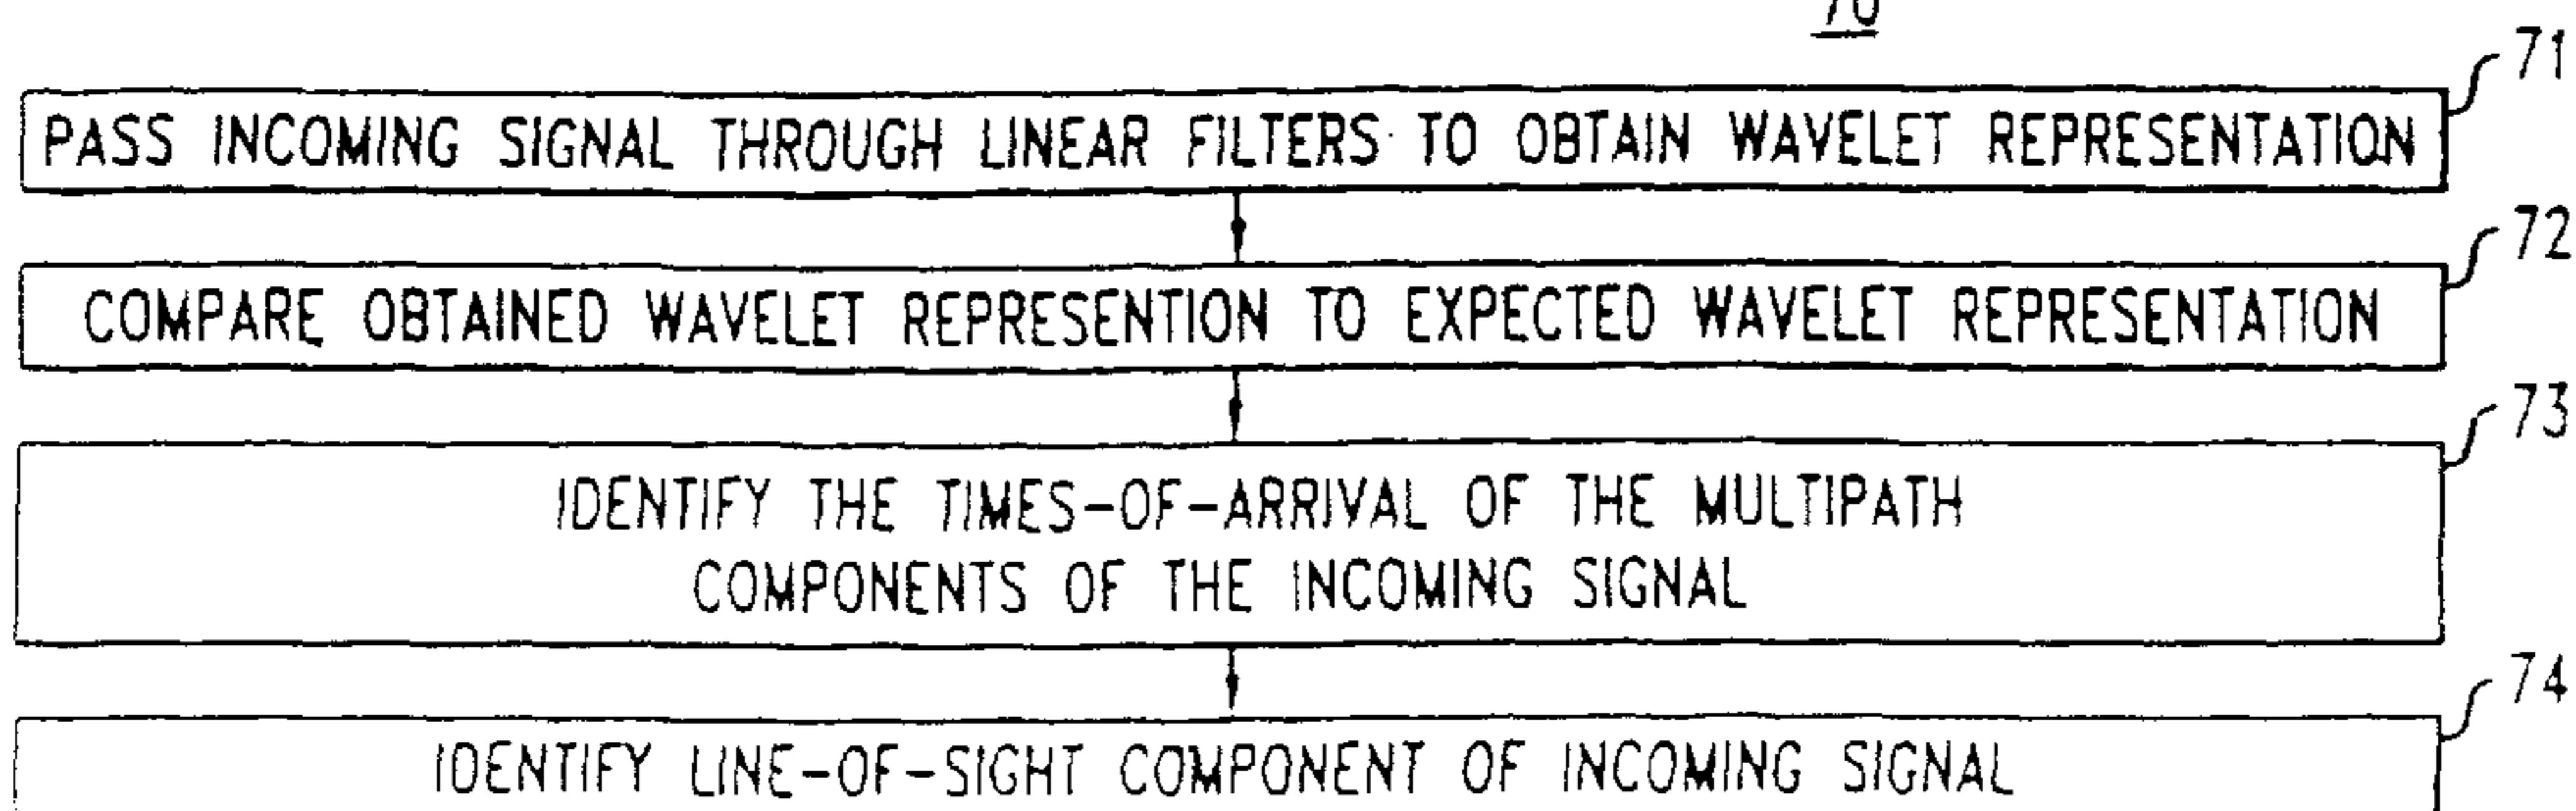 70
71
PASS INCOMING SIGNAL THROUGH LINEAR FILTERS TO OBTAIN WAVELET REPRESENTATION
72
COMPARE OBTAINED WAVELET REPRESENTION TO EXPECTED WAVELET REPRESENTATION
73
IDENTIFY THE TIMES-OF-ARRIVAL OF THE MULTIPATH
COMPONENTS OF THE INCOMING SIGNAL
74
IDENTIFY LINE-OF-SIGHT COMPONENT OF INCOMING SIGNAL